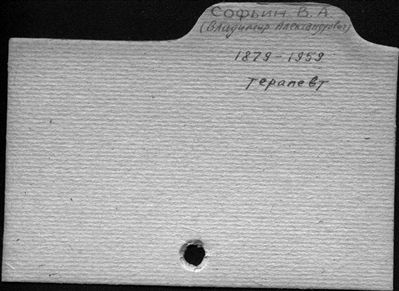 Софьин В. А.
(Владимир Александрович)
1879-1959
терапевт